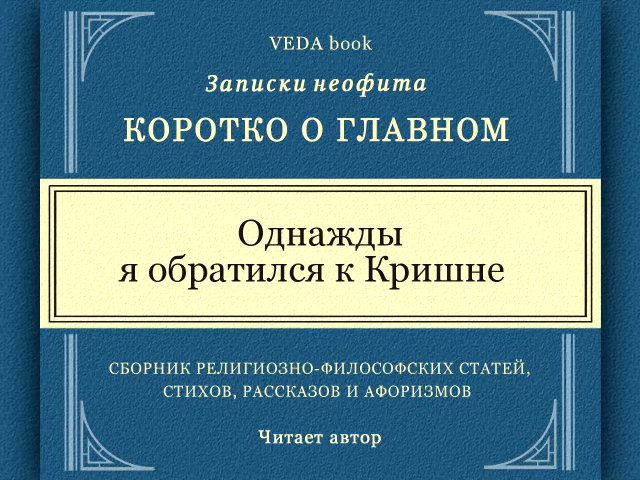 VEDA book
Записки неофита
КОРОТКО О ГЛАВНОМ
Однажды
я обратился к Кришне
СБОРНИК РЕЛИГИОЗНО-ФИЛОСОФСКИХ СТАТЕЙ,
СТИХОВ, РАССКАЗОВ И АФОРИЗМОВ
Читает автор